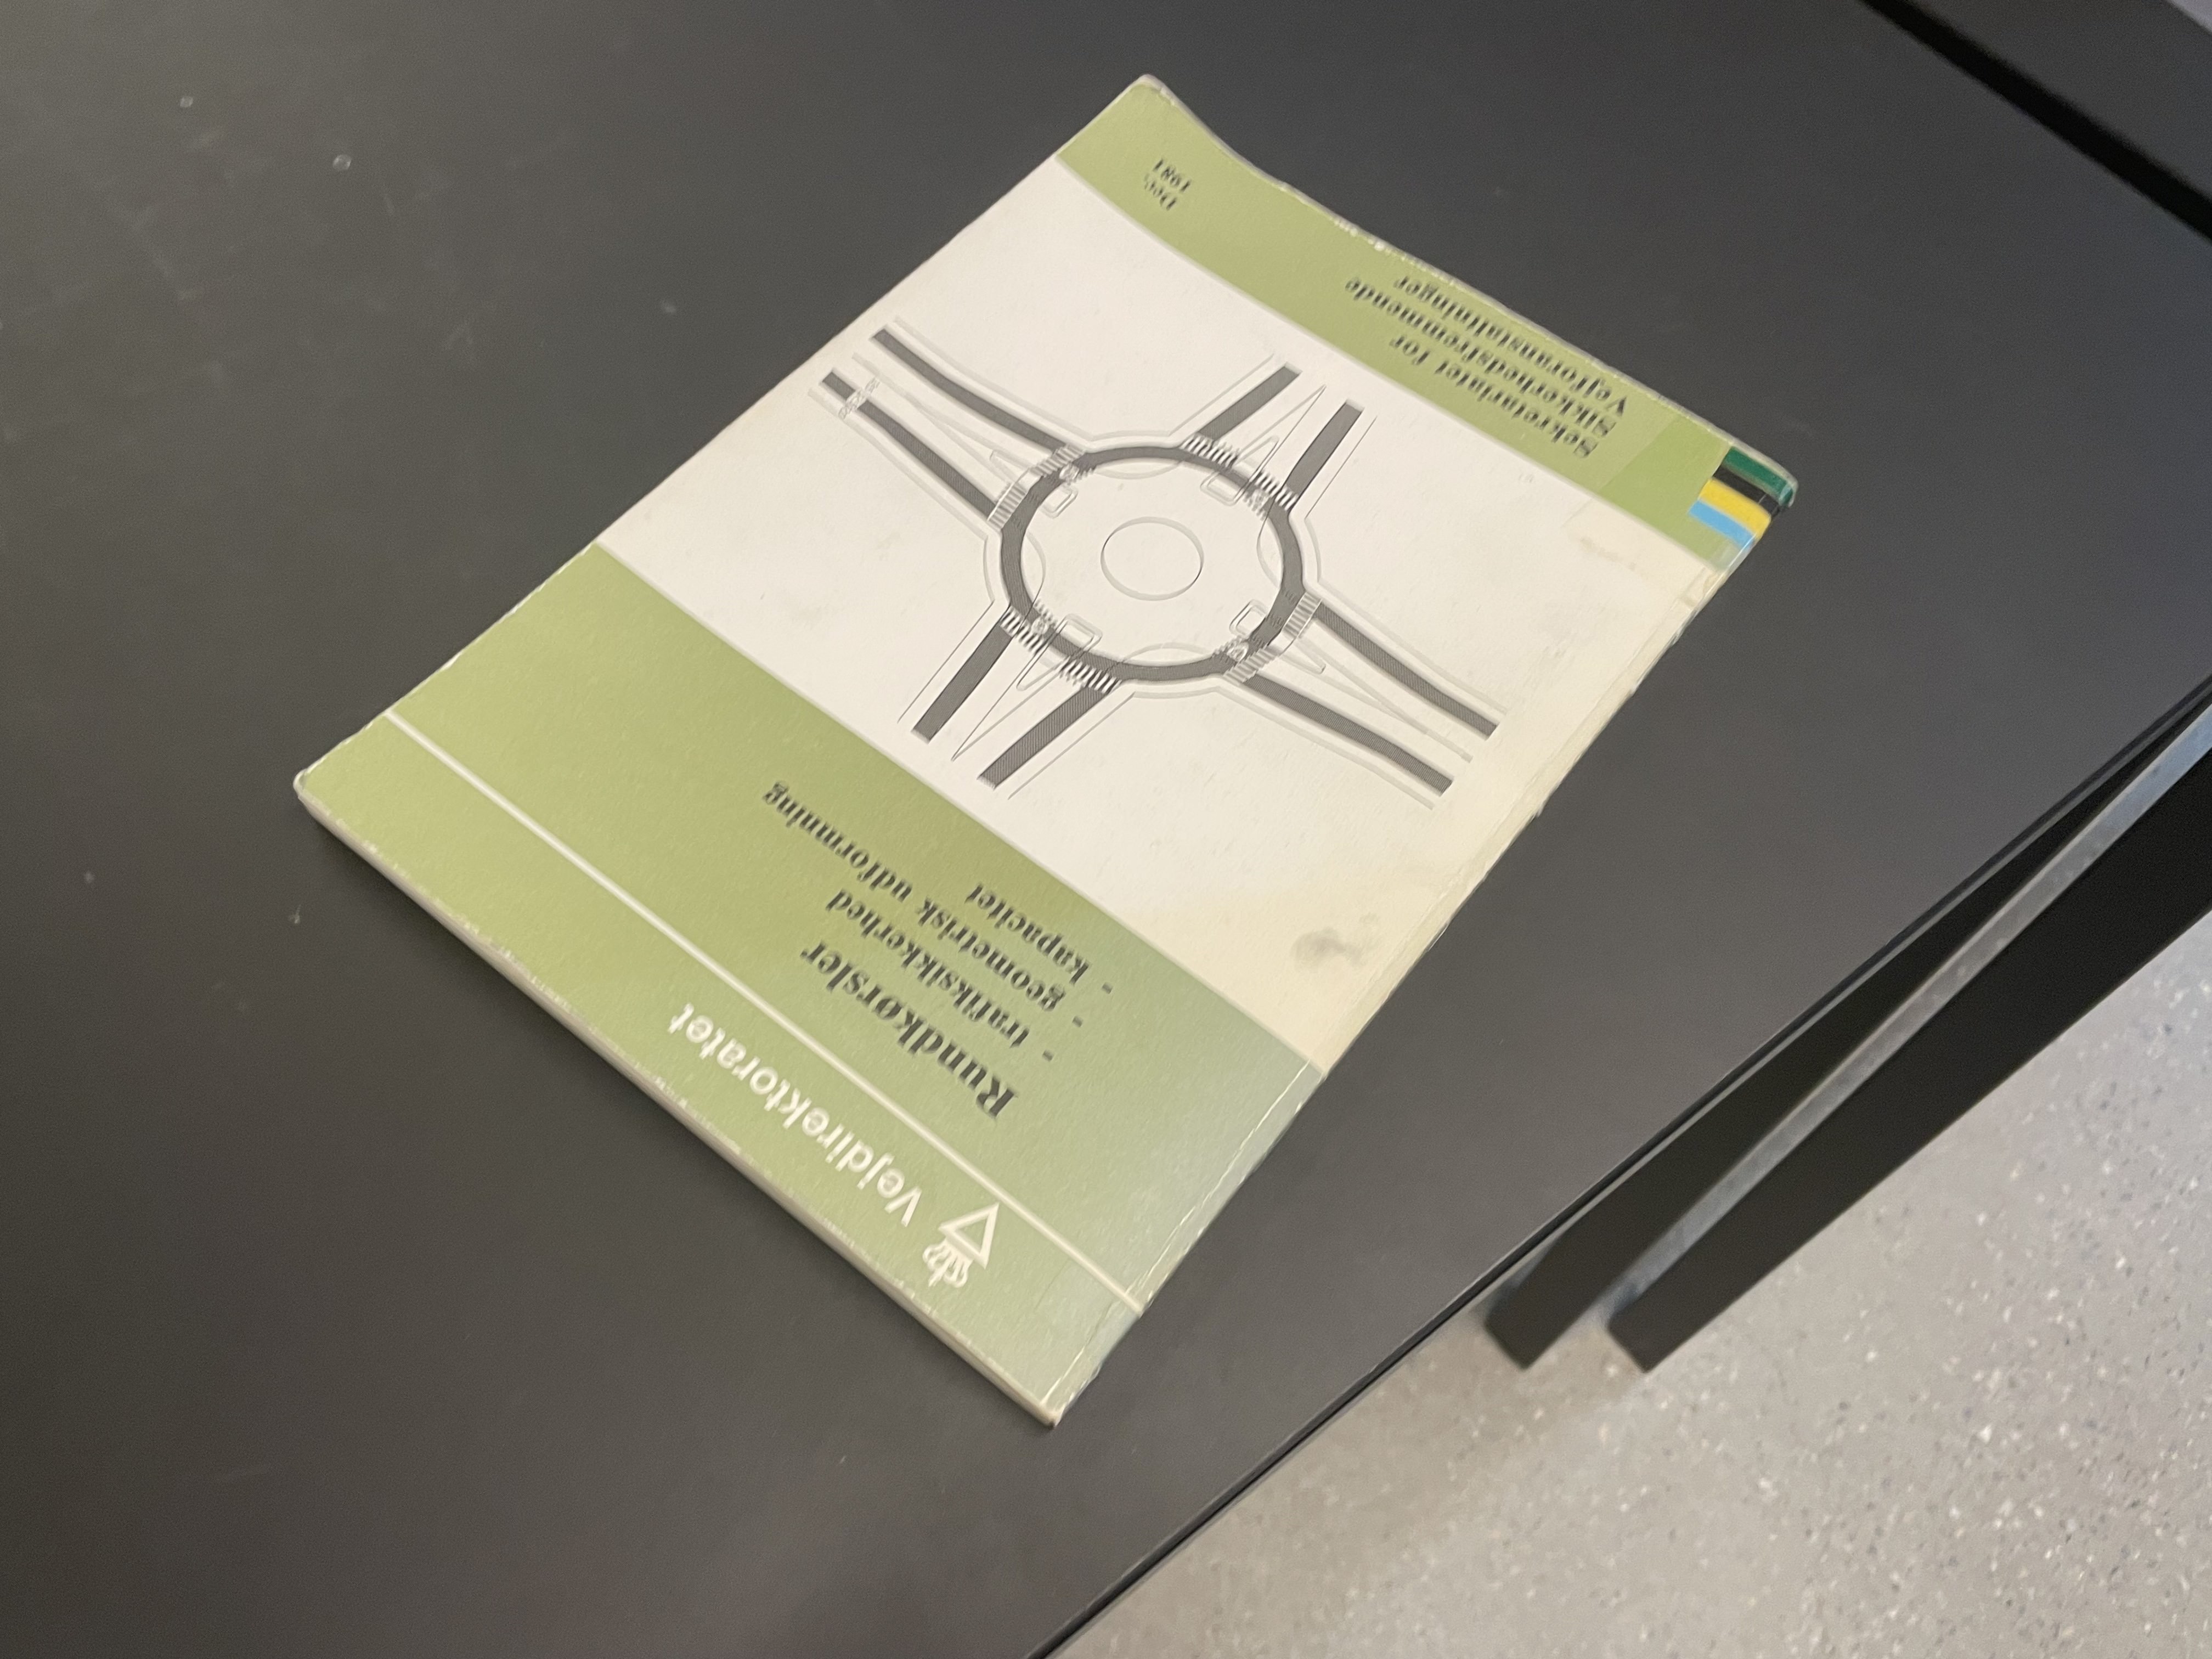 Vejdirektoratet
Rundkørsler
- trafiksikkerhed
- geometrisk udformning
- kapacitet
Sekretariatet for
Sikkerhedsfremmende
Vejforanstaltninger
Dec.
1981